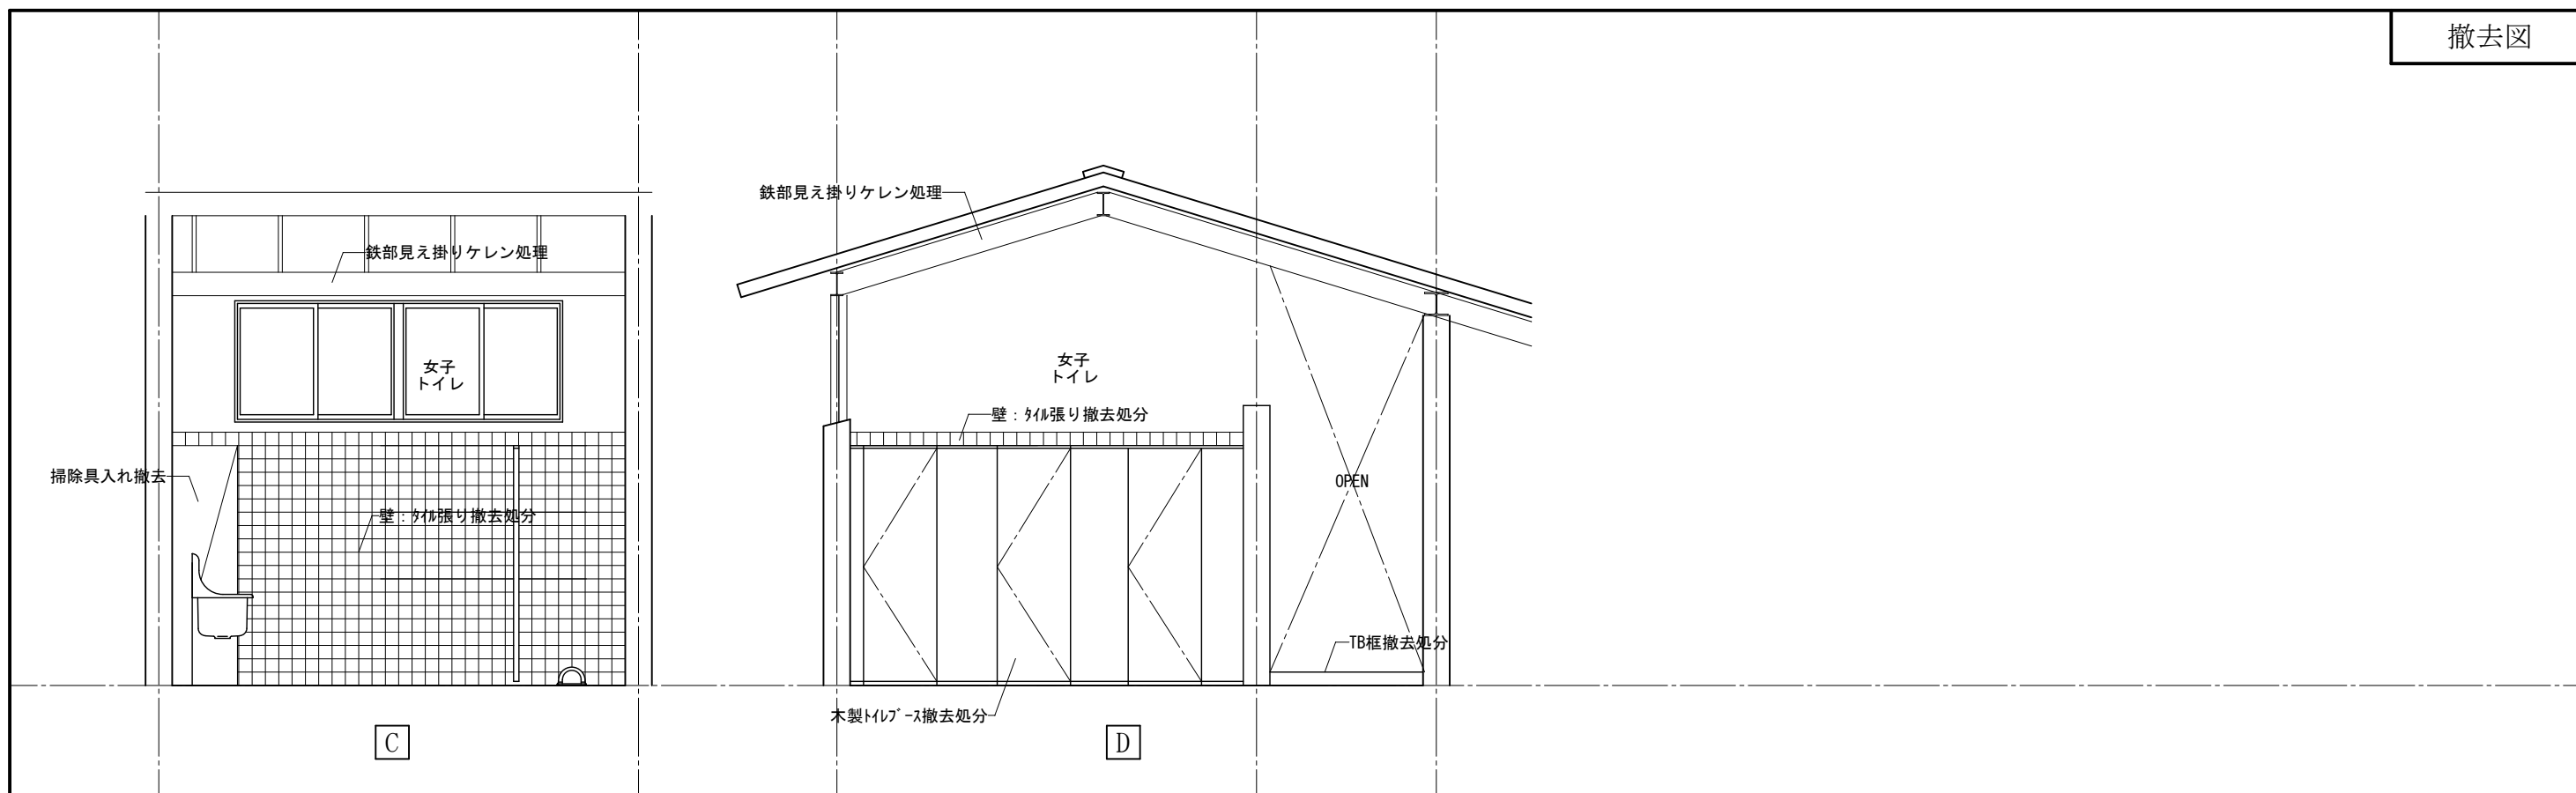 撤去図
鉄部見え掛りケレン処理
鉄部見え掛りケレン処理
女子
トイレ
女子
トイレ
壁：ﾀｲﾙ張り撤去処分
掃除具入れ撤去
OPEN
壁：ﾀｲﾙ張り撤去処分
TB框撤去処分
木製ﾄｲﾚﾌﾞｰｽ撤去処分
C
D